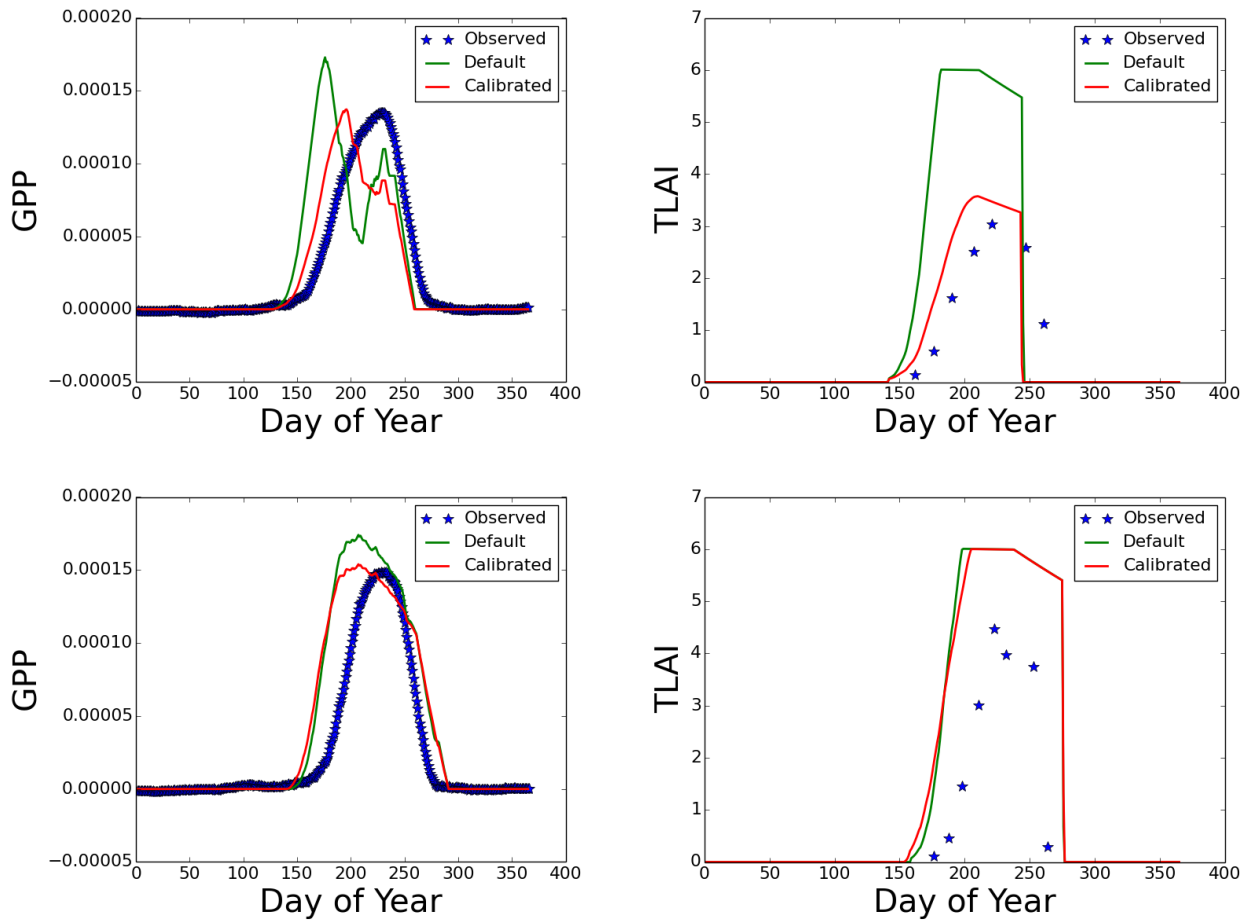 0.00020
0.00015
0.00010
0.00005
0.00000
−0.00005
GPP
0 50 100 150 200 250 300 350 400
Day of Year
Observed
Default
Calibrated
7
6
5
4
3
2
1
0
TLAI
0 50 100 150 200 250 300 350 400
Day of Year
Observed
Default
Calibrated
0.00020
0.00015
0.00010
0.00005
0.00000
−0.00005
GPP
0 50 100 150 200 250 300 350 400
Day of Year
Observed
Default
Calibrated
7
6
5
4
3
2
1
0
TLAI
0 50 100 150 200 250 300 350 400
Day of Year
Observed
Default
Calibrated